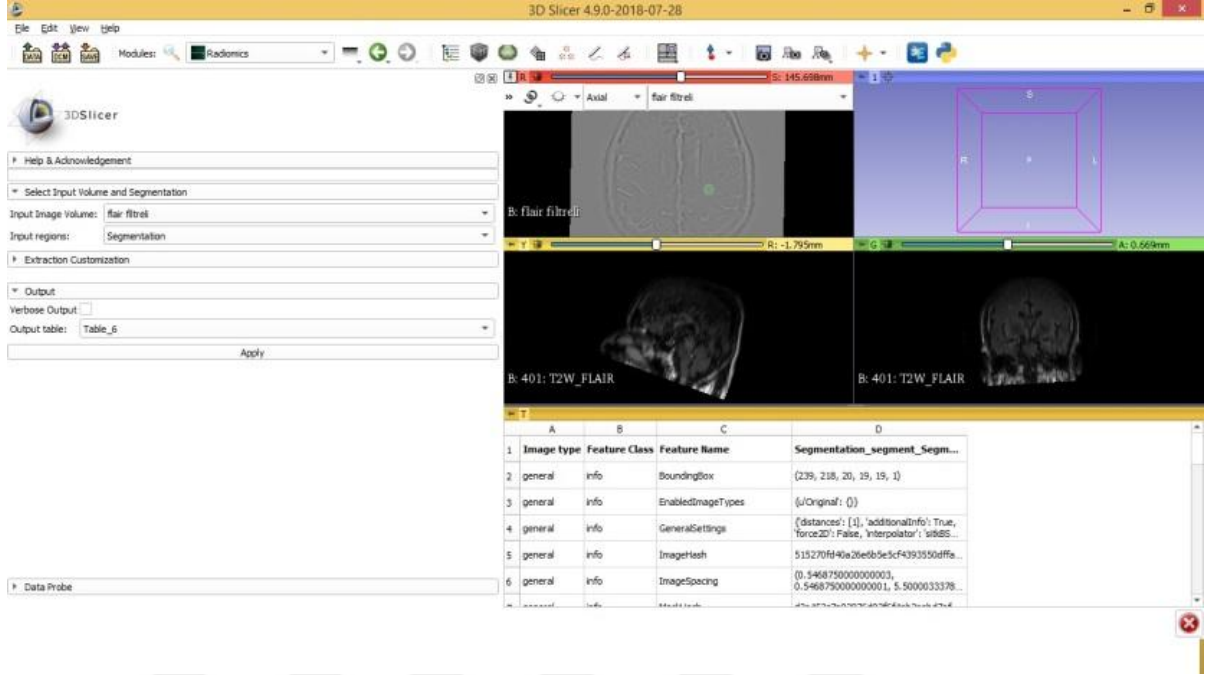 3D Slicer 4.9.0-2018-07-28
File Edit View Help
DATA DCM SAVE Modules: Radiomics
R S: 145.698mm 1
3DSlicer
Axial flair filtreli
S
R P L
I
B: flair filtreli
Help & Acknowledgement
Select Input Volume and Segmentation
Input Image Volume: flair filtreli
Input regions: Segmentation
Y R: -1.795mm G A: 0.669mm
Extraction Customization
Output
Verbose Output
Output table: Table_6
Apply
B: 401: T2W_FLAIR B: 401: T2W_FLAIR
T
A B C D
1 Image type Feature Class Feature Name Segmentation_segment_Segm...
2 general info BoundingBox (239, 218, 20, 19, 19, 1)
3 general info EnabledImageTypes {u'Original': {}}
4 general info GeneralSettings {'distances': [1], 'additionalInfo': True,
'force2D': False, 'interpolator': 'sitkBS...
5 general info ImageHash
6 general info ImageSpacing (0.5468750000000003,
0.5468750000000001, 5.5000033378...
Data Probe